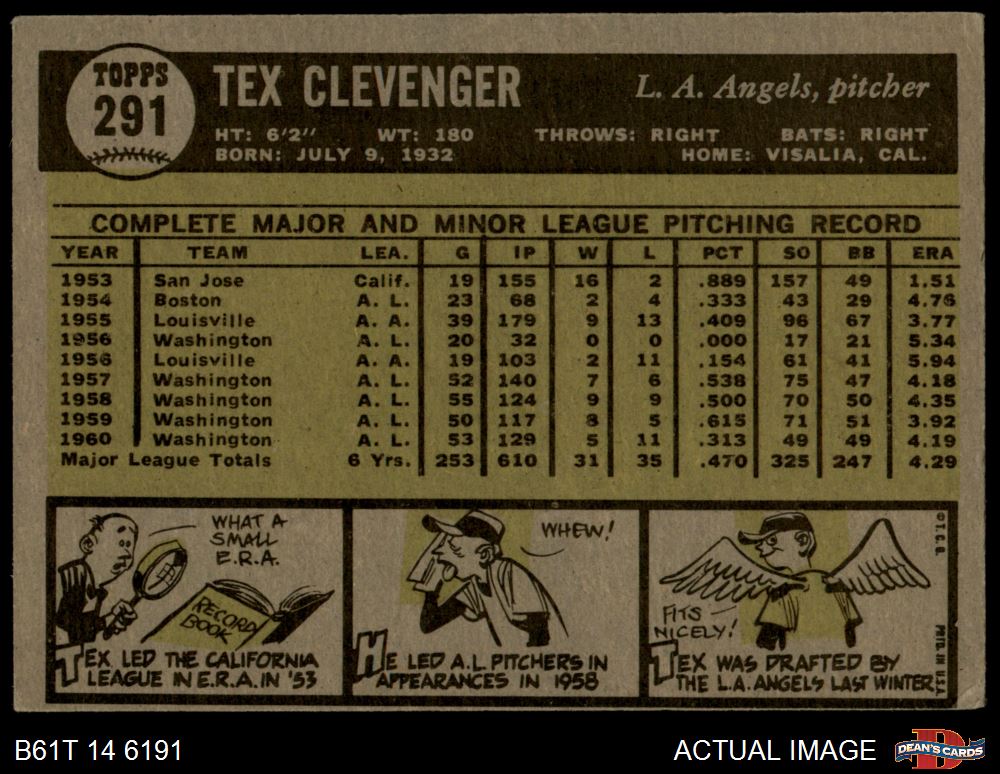 TOPPS
291
TEX CLEVENGER
L. A. Angels, pitcher
HT: 6'2" WT: 180 THROWS: RIGHT BATS: RIGHT
BORN: JULY 9, 1932 HOME: VISALIA, CAL.
COMPLETE MAJOR AND MINOR LEAGUE PITCHING RECORD
YEAR TEAM LEA. G IP W L PCT SO BB ERA
1953 San Jose Calif. 19 155 16 2 .889 157 49 1.51
1954 Boston A. L. 23 68 2 4 .333 43 29 4.76
1955 Louisville A. A. 39 179 9 13 .409 96 67 3.77
1956 Washington A. L. 20 32 0 0 .000 17 21 5.34
1956 Louisville A. A. 19 103 2 11 .154 61 41 5.94
1957 Washington A. L. 52 140 7 6 .538 75 47 4.18
1958 Washington A. L. 55 124 9 9 .500 70 50 4.35
1959 Washington A. L. 50 117 8 5 .615 71 51 3.92
1960 Washington A. L. 53 129 5 11 .313 49 49 4.19
Major League Totals 6 Yrs. 253 610 31 35 .470 325 247 4.29
WHAT A
SMALL
E.R.A.
RECORD
BOOK
TEX LED THE CALIFORNIA
LEAGUE IN E.R.A. IN '53
WHEW!
HE LED A.L. PITCHERS IN
APPEARANCES IN 1958
FITS
NICELY!
TEX WAS DRAFTED BY
THE L.A. ANGELS LAST WINTER
© T. C. G.
PRTD. IN U.S.A.
B61T 14 6191
ACTUAL IMAGE
D
DEAN'S CARDS